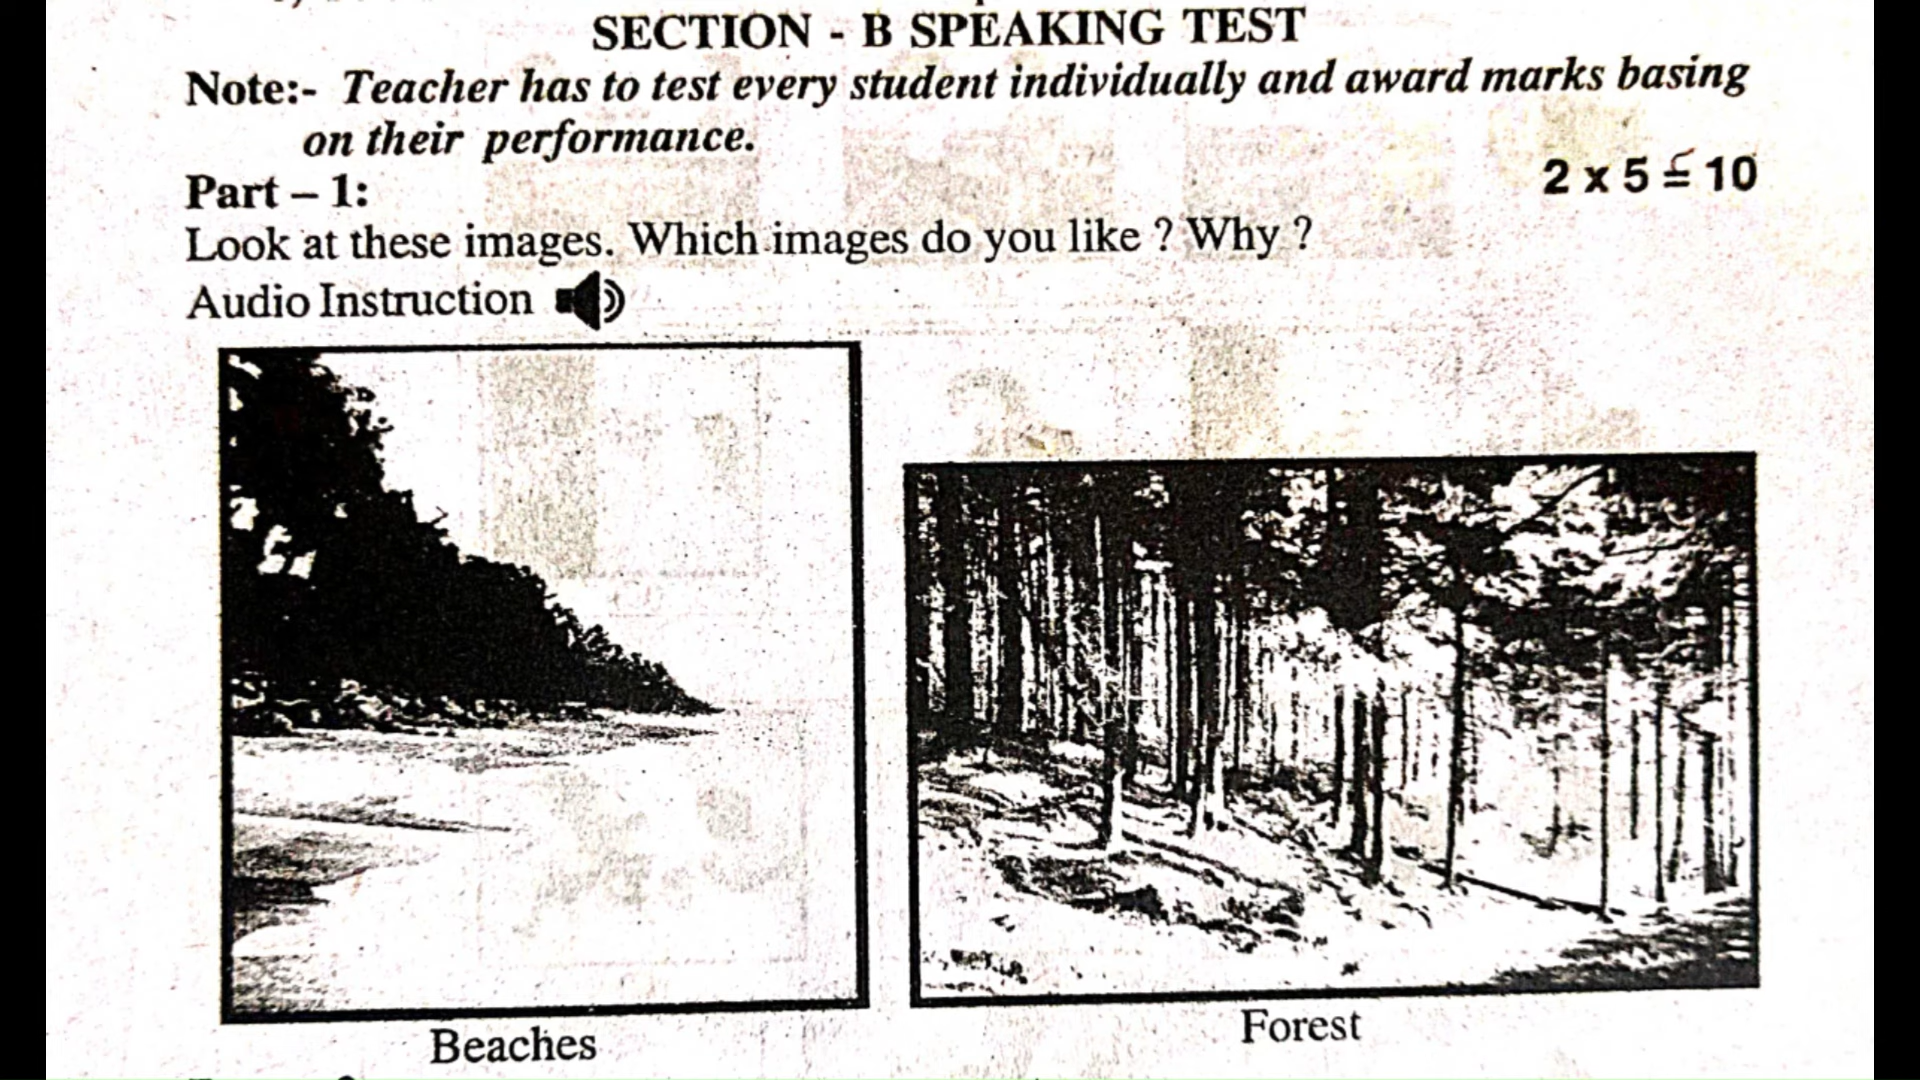 SECTION - B SPEAKING TEST
Note:- Teacher has to test every student individually and award marks basing
on their performance.
2 x 5 = 10
Part – 1:
Look at these images. Which images do you like ? Why ?
Audio Instruction
Beaches
Forest